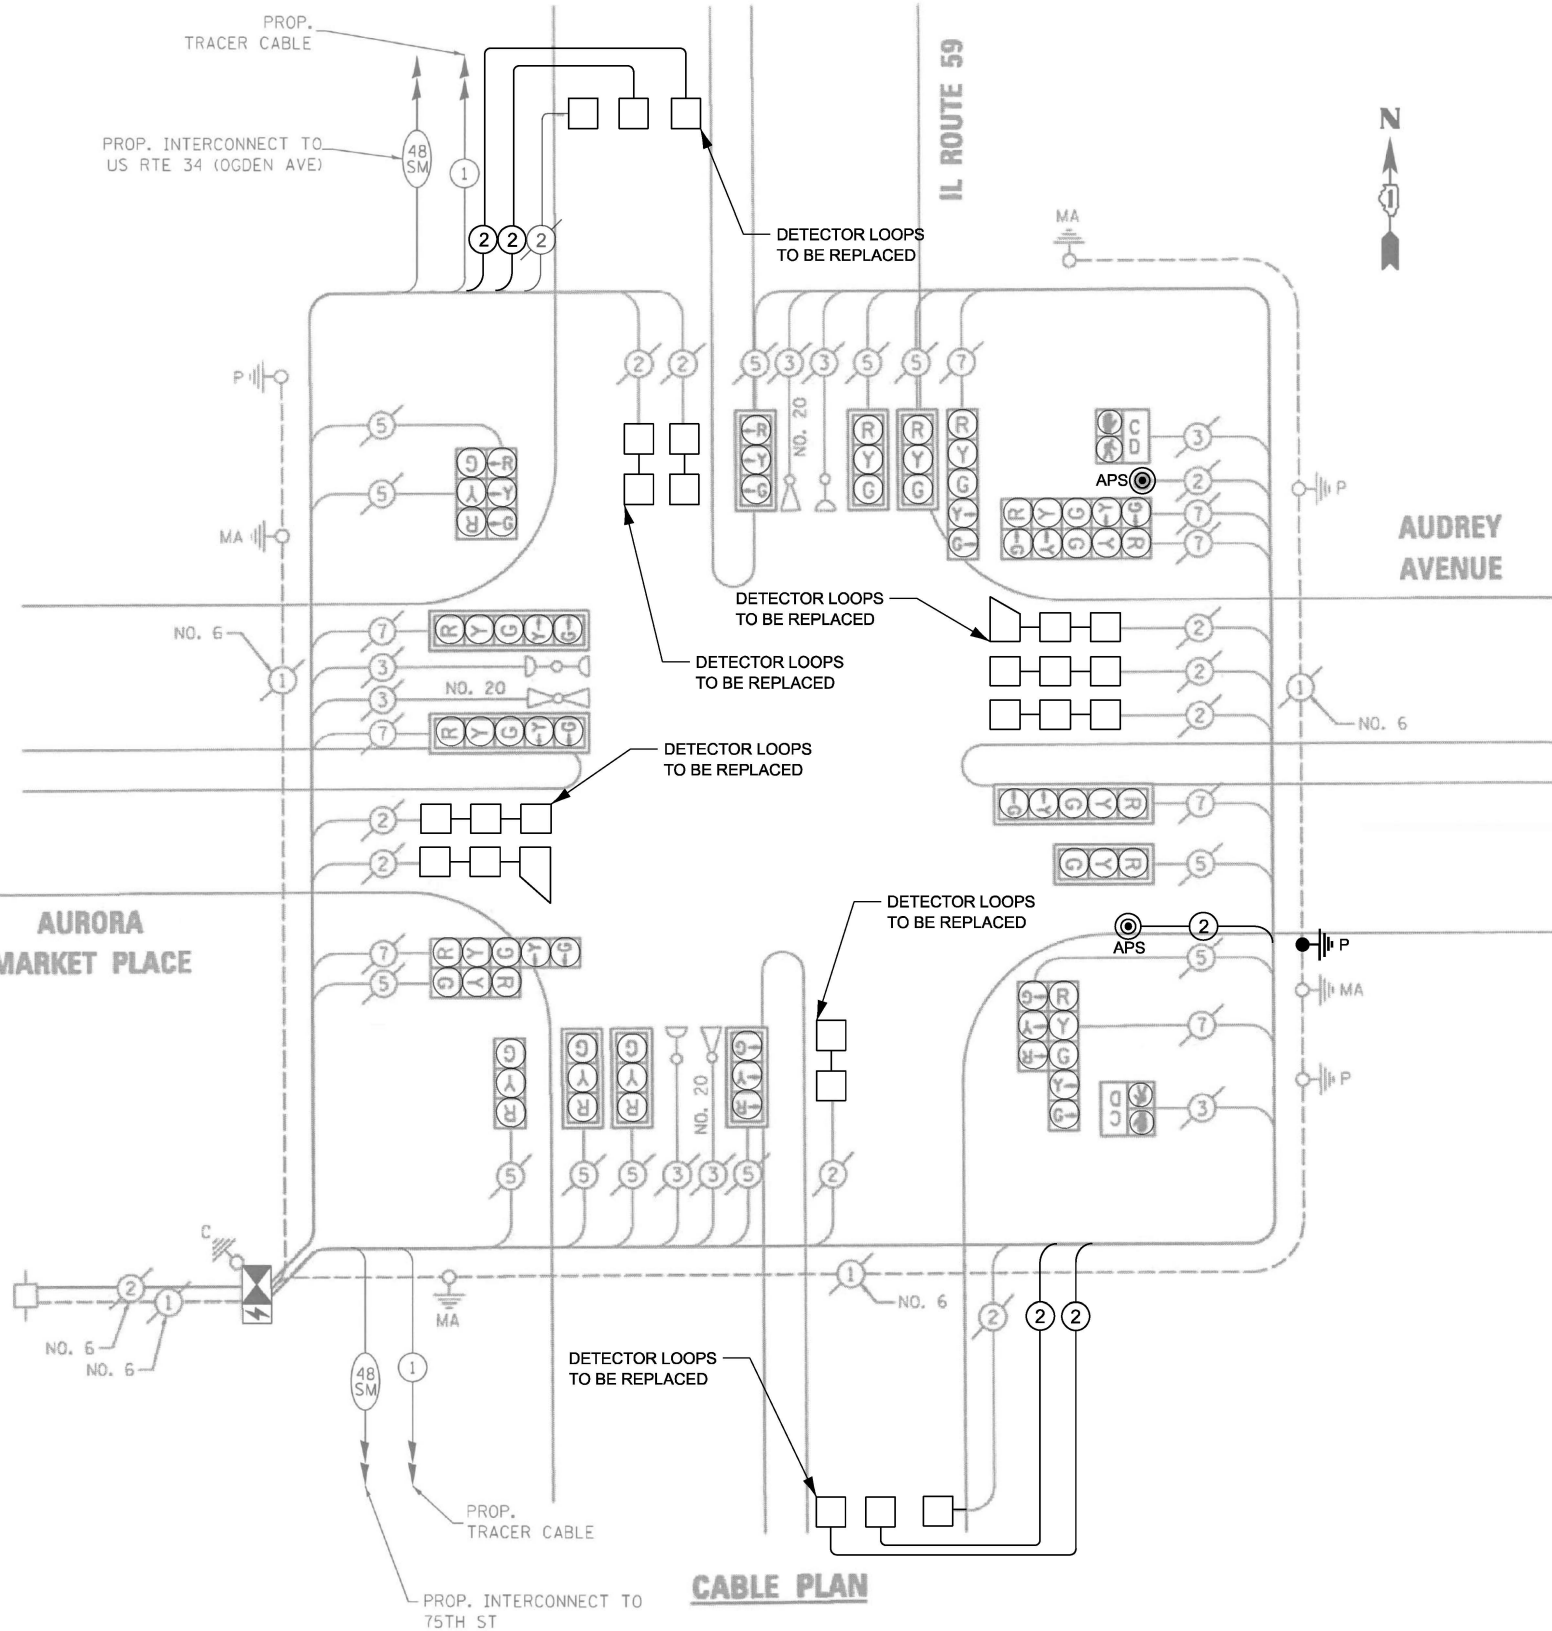 PROP.
TRACER CABLE
PROP. INTERCONNECT TO
US RTE 34 (OGDEN AVE)
48
SM
1
2
2
2
IL ROUTE 59
N
1
DETECTOR LOOPS
TO BE REPLACED
MA
P
2
2
5
3
3
5
5
7
NO. 20
5
5
MA
R Y G
R Y G
R Y G
R Y G
R Y G Y G
C
D
3
APS
2
7
7
R Y G Y G
G Y G Y R
P
AUDREY
AVENUE
R G
Y Y
G R
DETECTOR LOOPS
TO BE REPLACED
NO. 6
1
7
R Y G Y G
3
3
NO. 20
7
R Y G Y G
DETECTOR LOOPS
TO BE REPLACED
2
2
2
1
NO. 6
DETECTOR LOOPS
TO BE REPLACED
2
2
G Y G Y R
7
G Y R
5
DETECTOR LOOPS
TO BE REPLACED
AURORA
MARKET PLACE
APS
2
P
7
5
R Y G Y G
G Y R
5
MA
7
G R
Y Y
R G
Y
G
P
C
D
3
G Y R
G Y R
G Y R
G Y R
NO. 20
5
5
5
3
3
5
2
C
2
1
NO. 6
NO. 6
MA
1
NO. 6
2
2
2
48
SM
1
DETECTOR LOOPS
TO BE REPLACED
PROP.
TRACER CABLE
PROP. INTERCONNECT TO
75TH ST
CABLE PLAN